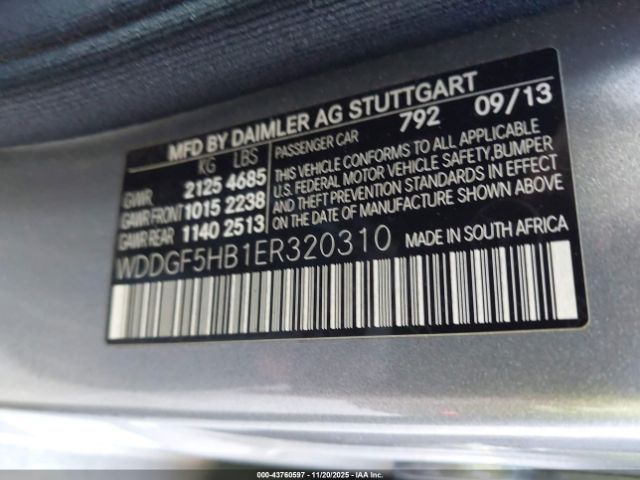 MFD BY DAIMLER AG STUTTGART
KG LBS
GVWR 2125 4685
GAWR FRONT 1015 2238
GAWR REAR 1140 2513
PASSENGER CAR 792 09/13
THIS VEHICLE CONFORMS TO ALL APPLICABLE
U.S. FEDERAL MOTOR VEHICLE SAFETY, BUMPER
AND THEFT PREVENTION STANDARDS IN EFFECT
ON THE DATE OF MANUFACTURE SHOWN ABOVE
WDDGF5HB1ER320310 MADE IN SOUTH AFRICA
000-43760597 - 11/20/2025 - IAA Corp.